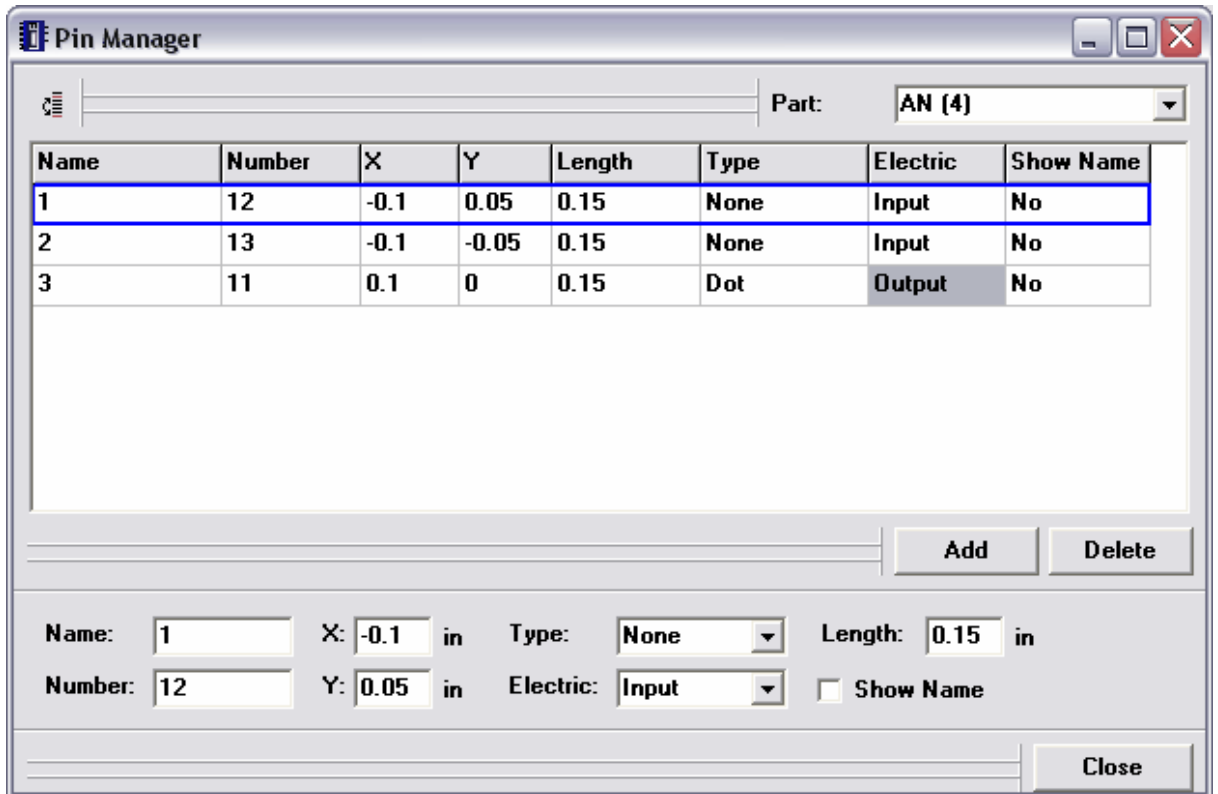 Pin Manager
Part: AN (4)
Name Number X Y Length Type Electric Show Name
1 12 -0.1 0.05 0.15 None Input No
2 13 -0.1 -0.05 0.15 None Input No
3 11 0.1 0 0.15 Dot Output No
Add Delete
Name: 1 X: -0.1 in Type: None Length: 0.15 in
Number: 12 Y: 0.05 in Electric: Input Show Name
Close